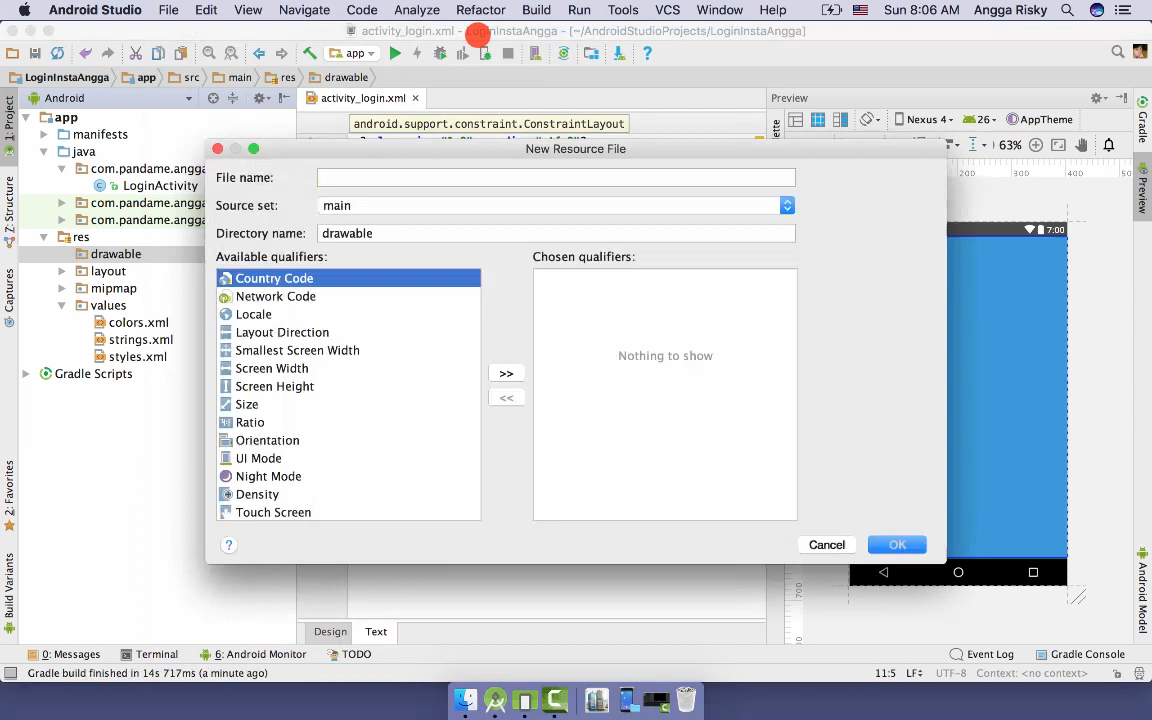 Android Studio File Edit View Navigate Code Analyze Refactor Build Run Tools VCS Window Help Sun 8:06 AM Angga Risky
activity_login.xml - LoginInstaAngga - [~/AndroidStudioProjects/LoginInstaAngga]
app
LoginInstaAngga app src main res drawable
Android
activity_login.xml
Preview
android.support.constraint.ConstraintLayout
Nexus 4 26 AppTheme
63%
200 300 400
app
manifests
java
com.pandame.angga
LoginActivity
com.pandame.angga
com.pandame.angga
res
drawable
layout
mipmap
values
colors.xml
strings.xml
styles.xml
Gradle Scripts
New Resource File
File name:
Source set: main
Directory name: drawable
Available qualifiers:
Chosen qualifiers:
Country Code
Network Code
Locale
Layout Direction
Smallest Screen Width
Screen Width
Screen Height
Size
Ratio
Orientation
UI Mode
Night Mode
Density
Touch Screen
>>
<<
Nothing to show
?
Cancel
OK
7:00
1: Project
Z: Structure
Captures
2: Favorites
Build Variants
Gradle
Preview
Android Model
Design Text
0: Messages Terminal 6: Android Monitor TODO Event Log Gradle Console
Gradle build finished in 14s 717ms (a minute ago) 11:5 LF÷ UTF-8 Context: <no context>